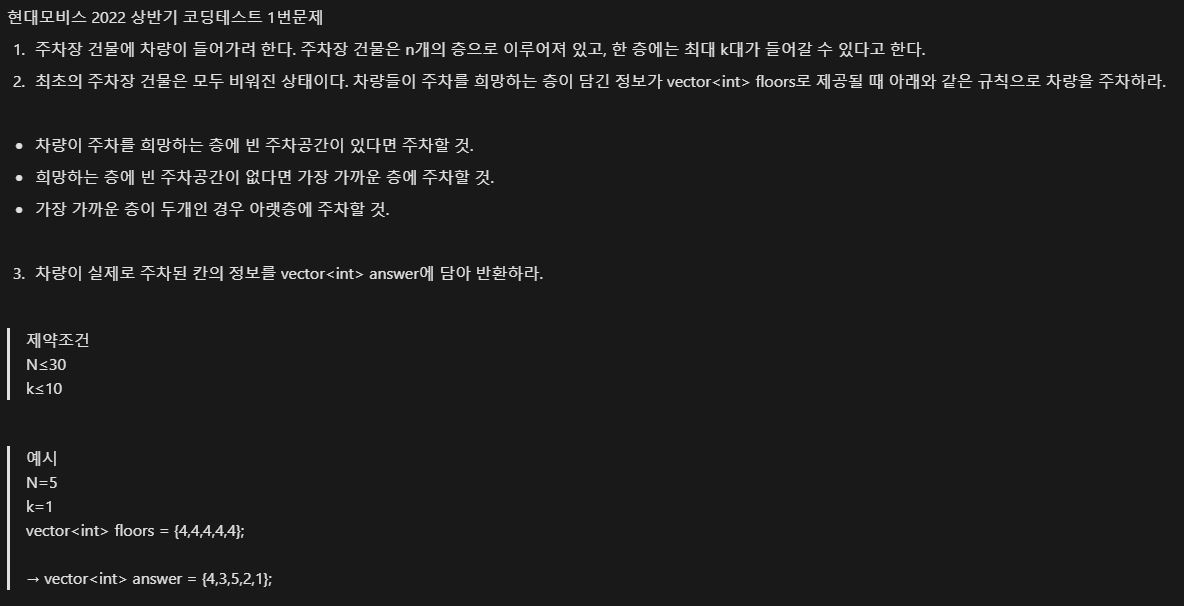 현대모비스 2022 상반기 코딩테스트 1번문제
1. 주차장 건물에 차량이 들어가려 한다. 주차장 건물은 n개의 층으로 이루어져 있고, 한 층에는 최대 k대가 들어갈 수 있다고 한다.
2. 최초의 주차장 건물은 모두 비워진 상태이다. 차량들이 주차를 희망하는 층이 담긴 정보가 vector<int> floors로 제공될 때 아래와 같은 규칙으로 차량을 주차하라.
• 차량이 주차를 희망하는 층에 빈 주차공간이 있다면 주차할 것.
• 희망하는 층에 빈 주차공간이 없다면 가장 가까운 층에 주차할 것.
• 가장 가까운 층이 두개인 경우 아랫층에 주차할 것.
3. 차량이 실제로 주차된 칸의 정보를 vector<int> answer에 담아 반환하라.
제약조건
N≤30
k≤10
예시
N=5
k=1
vector<int> floors = {4,4,4,4,4};
→ vector<int> answer = {4,3,5,2,1};